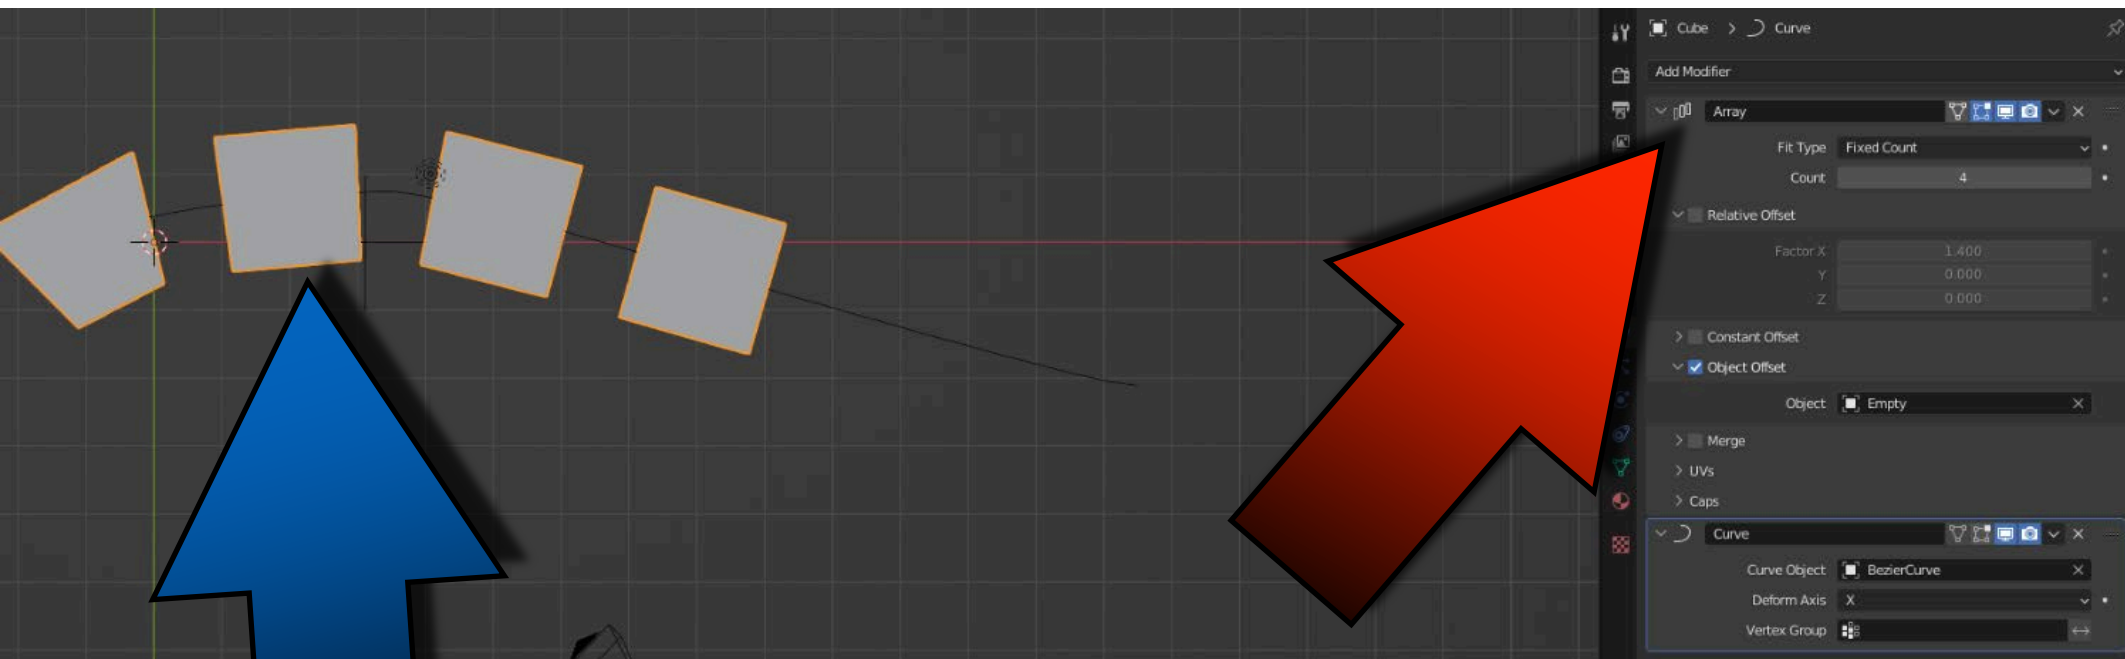 Cube > Curve
Add Modifier
Array
Fit Type Fixed Count
Count 4
Relative Offset
Factor X 1.400
Y 0.000
Z 0.000
Constant Offset
Object Offset
Object Empty
Merge
UVs
Caps
Curve
Curve Object BezierCurve
Deform Axis X
Vertex Group